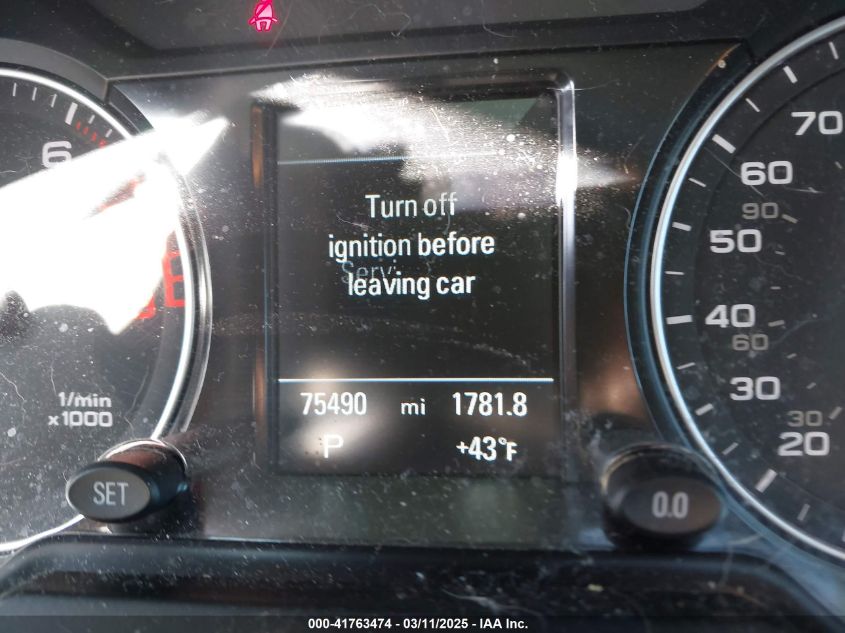 Turn off
ignition before
Serv
leaving car
75490 mi 1781.8
P +43°F
6
1/min
x1000
SET
0.0
70
60
90
50
40
60
30
30
20
000-41763474 - 03/11/2025 - IAA Inc.